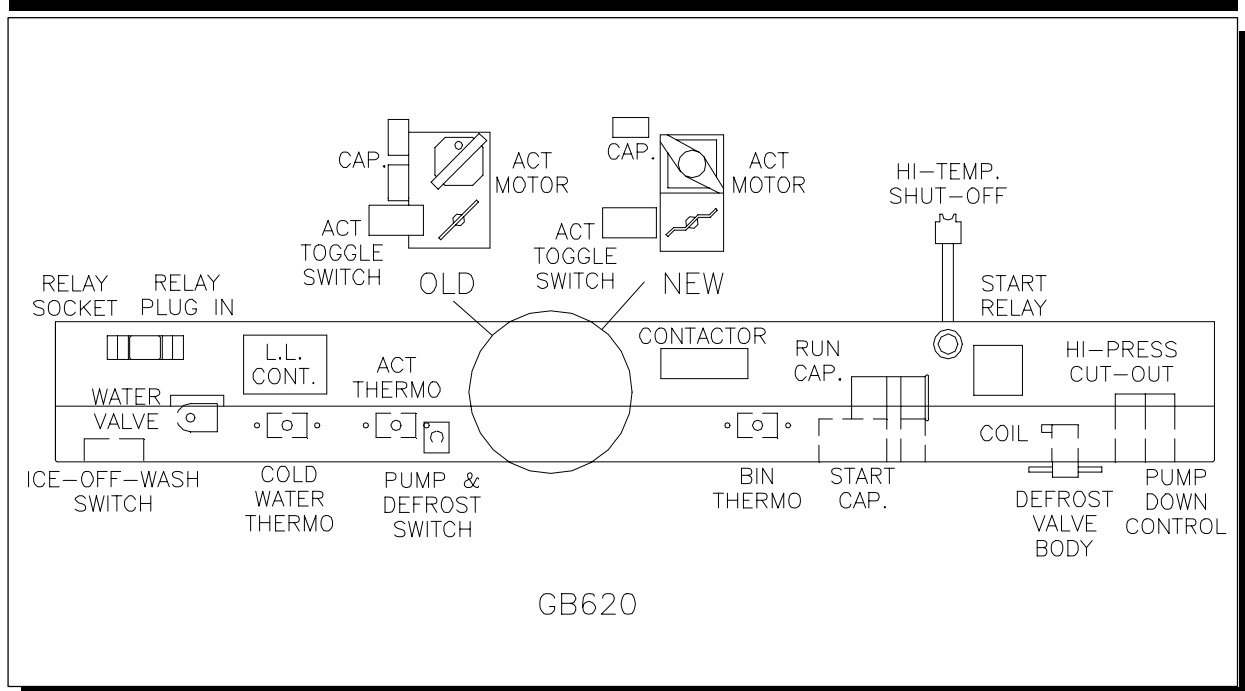 CAP.
ACT
MOTOR
ACT
TOGGLE
SWITCH
OLD
CAP.
ACT
MOTOR
ACT
TOGGLE
SWITCH
NEW
HI-TEMP.
SHUT-OFF
RELAY
SOCKET
RELAY
PLUG IN
START
RELAY
L.L.
CONT.
ACT
THERMO
CONTACTOR
RUN
CAP.
HI-PRESS
CUT-OUT
WATER
VALVE
COIL
ICE-OFF-WASH
SWITCH
COLD
WATER
THERMO
PUMP &
DEFROST
SWITCH
BIN
THERMO
START
CAP.
DEFROST
VALVE
BODY
PUMP
DOWN
CONTROL
GB620